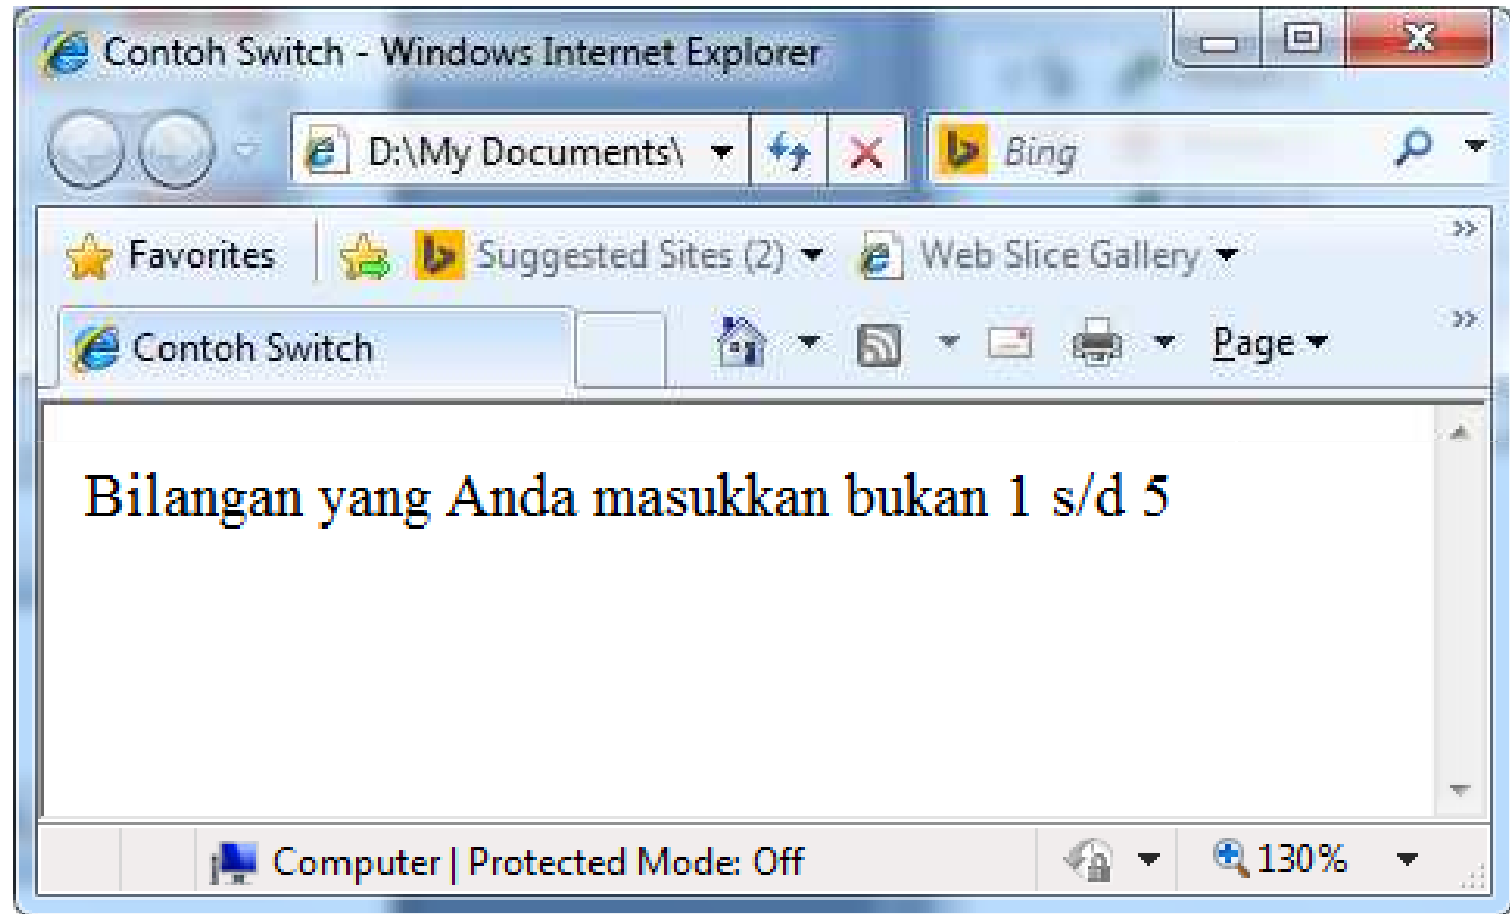 Contoh Switch - Windows Internet Explorer
D:\My Documents\ Bing
Favorites Suggested Sites (2) Web Slice Gallery
Contoh Switch Page
Bilangan yang Anda masukkan bukan 1 s/d 5
Computer | Protected Mode: Off 130%